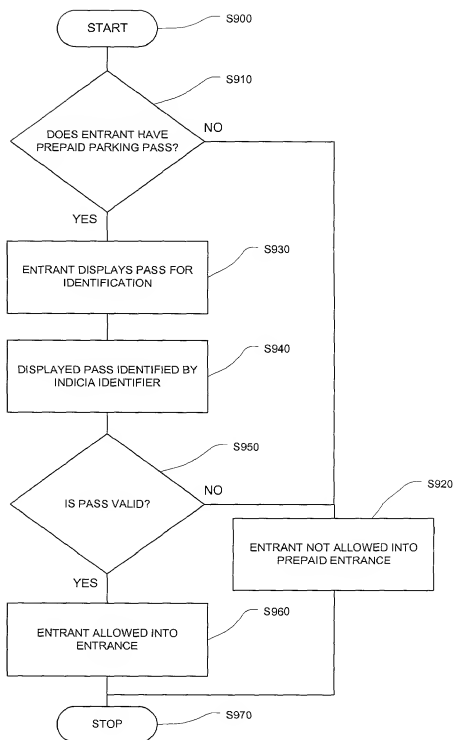 START
S900
S910
DOES ENTRANT HAVE
PREPAID PARKING PASS?
NO
YES
S930
ENTRANT DISPLAYS PASS FOR
IDENTIFICATION
S940
DISPLAYED PASS IDENTIFIED BY
INDICIA IDENTIFIER
S950
IS PASS VALID?
NO
S920
ENTRANT NOT ALLOWED INTO
PREPAID ENTRANCE
YES
S960
ENTRANT ALLOWED INTO
ENTRANCE
STOP
S970